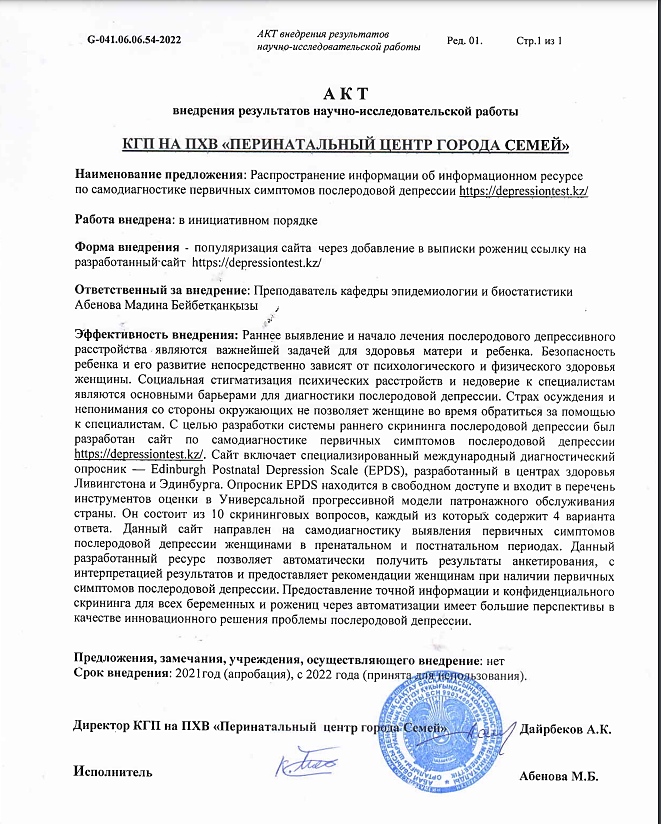 G-041.06.06.54-2022
АКТ внедрения результатов
научно-исследовательской работы
Ред. 01.
Стр.1 из 1
А К Т
внедрения результатов научно-исследовательской работы
КГП НА ПХВ «ПЕРИНАТАЛЬНЫЙ ЦЕНТР ГОРОДА СЕМЕЙ»
Наименование предложения: Распространение информации об информационном ресурсе
по самодиагностике первичных симптомов послеродовой депрессии https://depressiontest.kz/
Работа внедрена: в инициативном порядке
Форма внедрения - популяризация сайта через добавление в выписки рожениц ссылку на
разработанный сайт https://depressiontest.kz/
Ответственный за внедрение: Преподаватель кафедры эпидемиологии и биостатистики
Абенова Мадина Бейбетқанқызы
Эффективность внедрения: Раннее выявление и начало лечения послеродового депрессивного
расстройства являются важнейшей задачей для здоровья матери и ребенка. Безопасность
ребенка и его развитие непосредственно зависят от психологического и физического здоровья
женщины. Социальная стигматизация психических расстройств и недоверие к специалистам
являются основными барьерами для диагностики послеродовой депрессии. Страх осуждения и
непонимания со стороны окружающих не позволяет женщине во время обратиться за помощью
к специалистам. С целью разработки системы раннего скрининга послеродовой депрессии был
разработан сайт по самодиагностике первичных симптомов послеродовой депрессии
https://depressiontest.kz/. Сайт включает специализированный международный диагностический
опросник — Edinburgh Postnatal Depression Scale (EPDS), разработанный в центрах здоровья
Ливингстона и Эдинбурга. Опросник EPDS находится в свободном доступе и входит в перечень
инструментов оценки в Универсальной прогрессивной модели патронажного обслуживания
страны. Он состоит из 10 скрининговых вопросов, каждый из которых содержит 4 варианта
ответа. Данный сайт направлен на самодиагностику выявления первичных симптомов
послеродовой депрессии женщинами в пренатальном и постнатальном периодах. Данный
разработанный ресурс позволяет автоматически получить результаты анкетирования, с
интерпретацией результатов и предоставляет рекомендации женщинам при наличии первичных
симптомов послеродовой депрессии. Предоставление точной информации и конфиденциального
скрининга для всех беременных и рожениц через автоматизации имеет большие перспективы в
качестве инновационного решения проблемы послеродовой депрессии.
Предложения, замечания, учреждения, осуществляющего внедрение: нет
Срок внедрения: 2021год (апробация), с 2022 года (принята для использования).
Директор КГП на ПХВ «Перинатальный центр города Семей»
Дайрбеков А.К.
Исполнитель
Абенова М.Б.